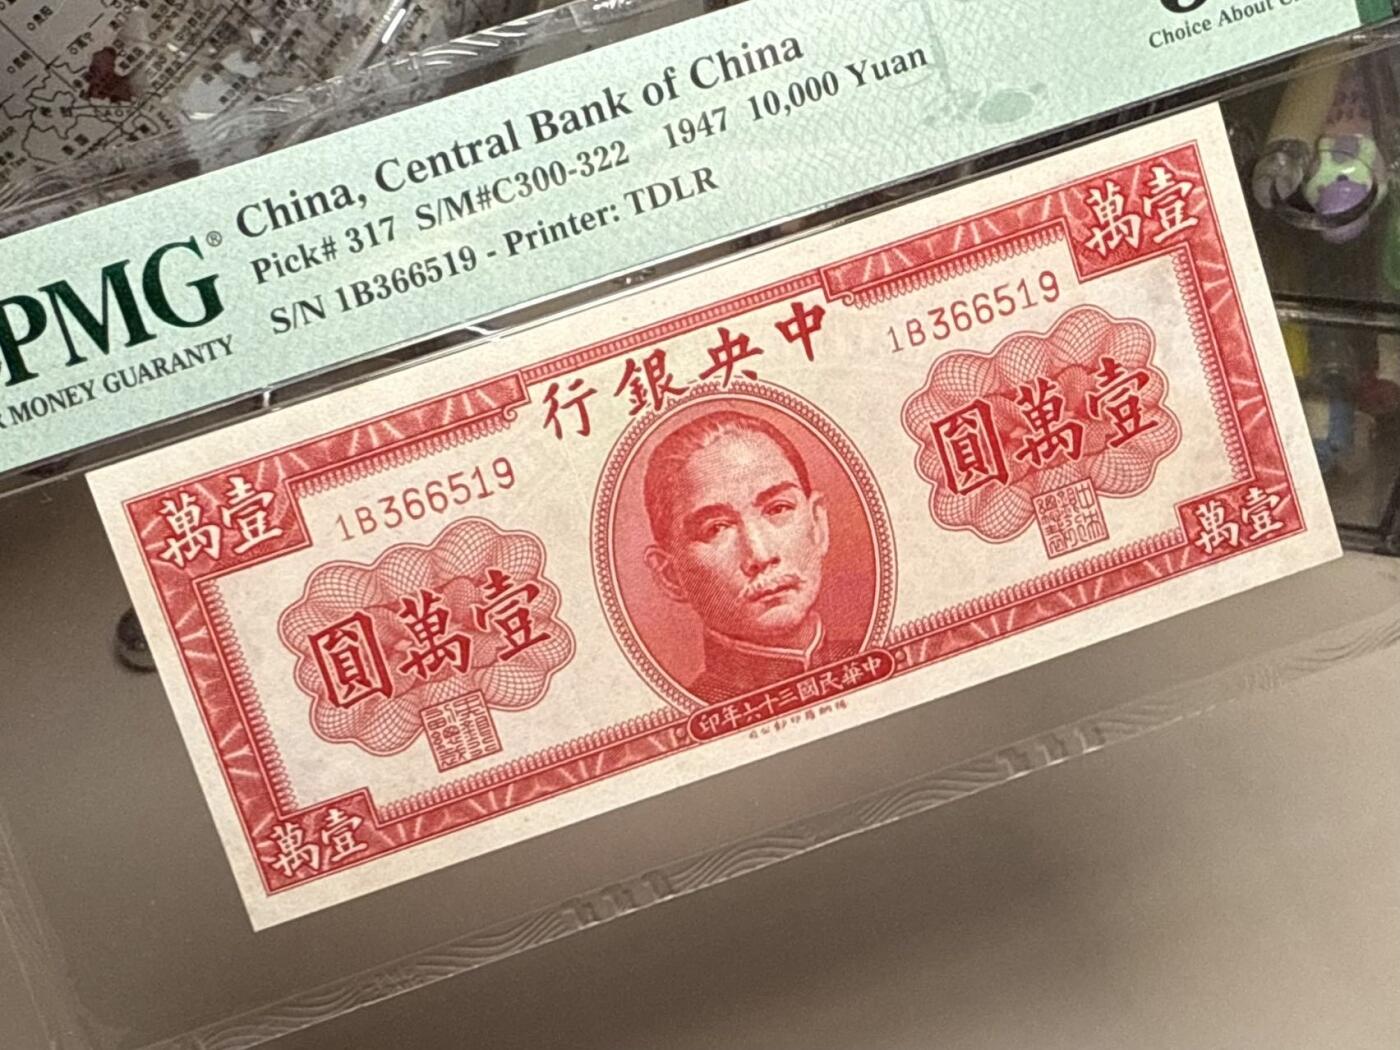 Choice About
China, Central Bank of China
Pick# 317 S/M#C300-322 1947 10,000 Yuan
S/N 1B366519 - Printer: TDLR
PMG®
MONEY GUARANTY
壹萬
壹萬
中央銀行
1B366519
1B366519
壹萬圓
壹萬圓
中華民國三十六年印
壹萬
壹萬